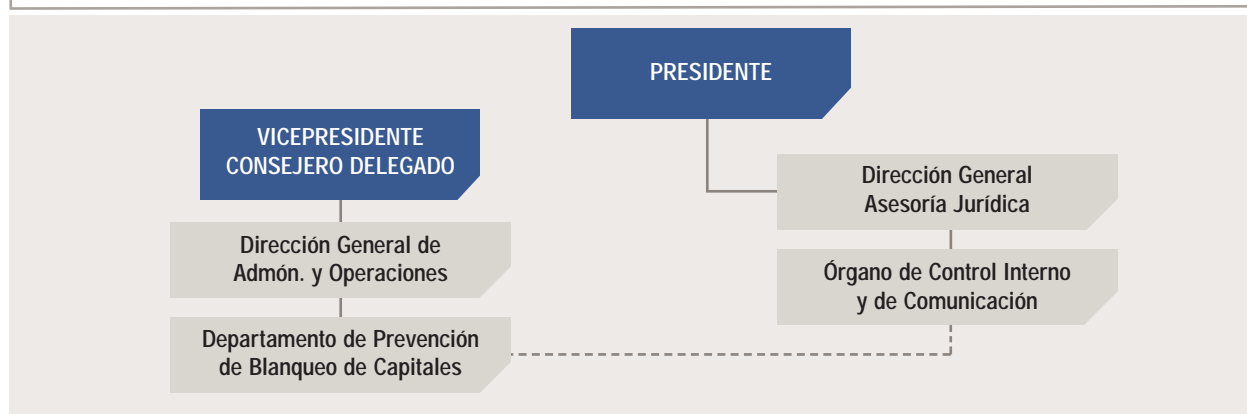 PRESIDENTE
VICEPRESIDENTE
CONSEJERO DELEGADO
Dirección General
Asesoría Jurídica
Dirección General de
Admón. y Operaciones
Órgano de Control Interno
y de Comunicación
Departamento de Prevención
de Blanqueo de Capitales